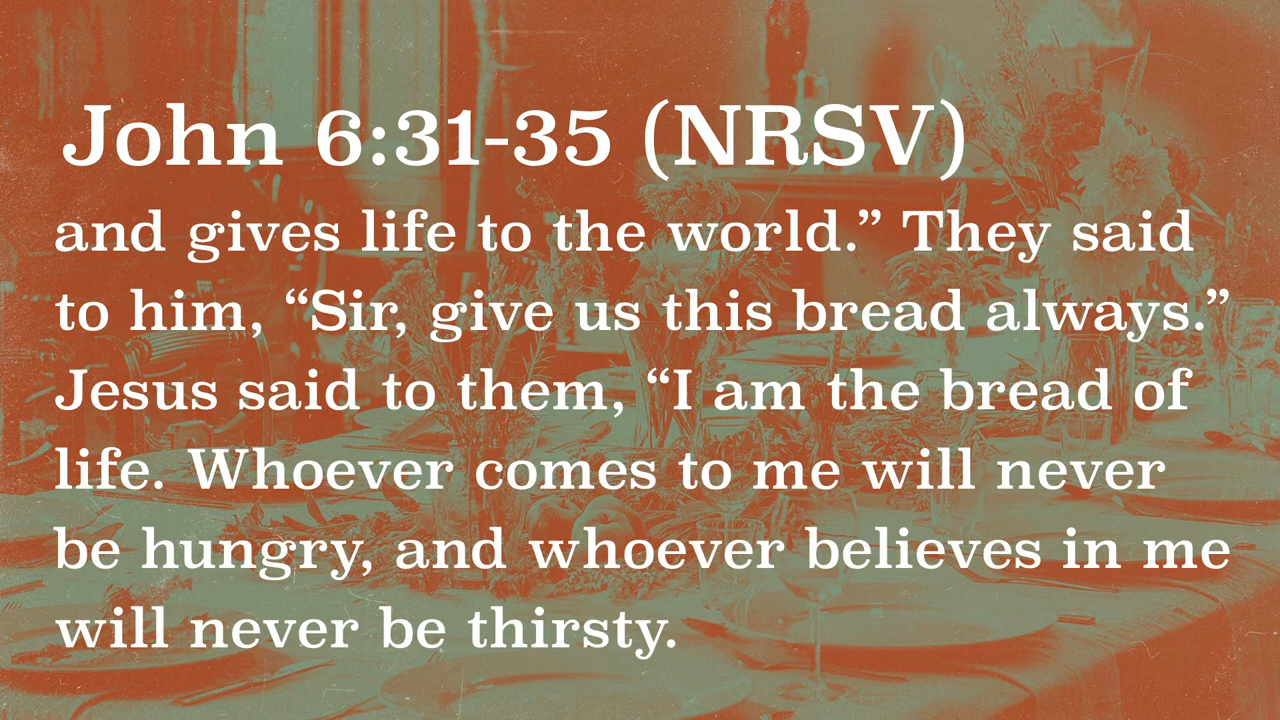 John 6:31-35 (NRSV)
and gives life to the world.” They said
to him, “Sir, give us this bread always.”
Jesus said to them, “I am the bread of
life. Whoever comes to me will never
be hungry, and whoever believes in me
will never be thirsty.